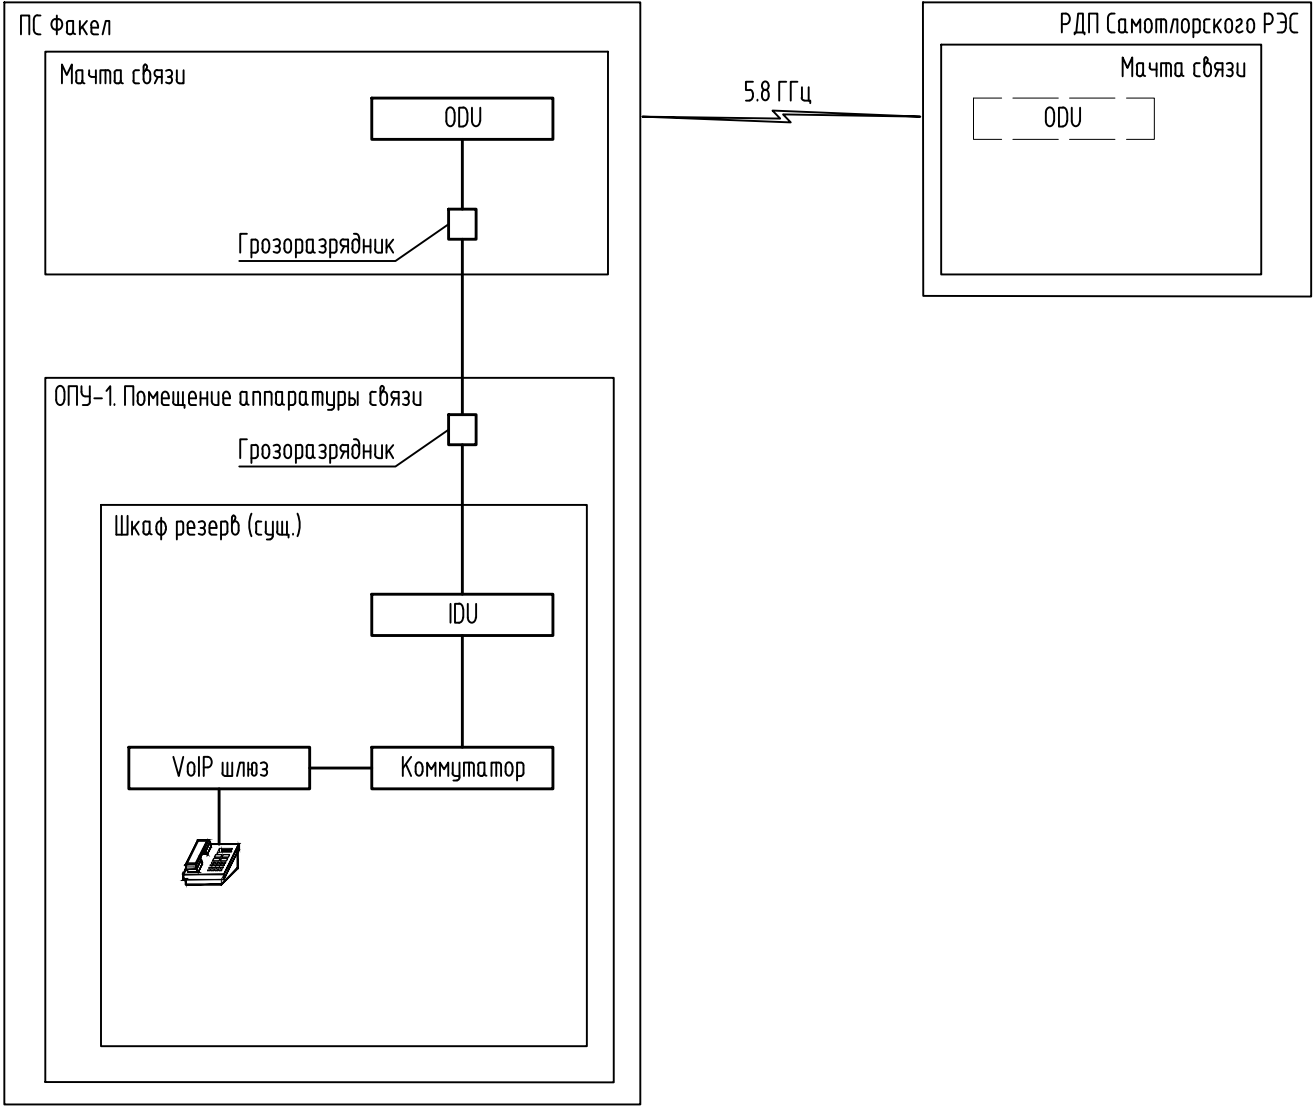 ПС Факел
РДП Самотлорского РЭС
Мачта связи
Мачта связи
5.8 ГГц
ODU
ODU
Грозоразрядник
ОПУ-1. Помещение аппаратуры связи
Грозоразрядник
Шкаф резерв (сущ.)
IDU
VoIP шлюз
Коммутатор